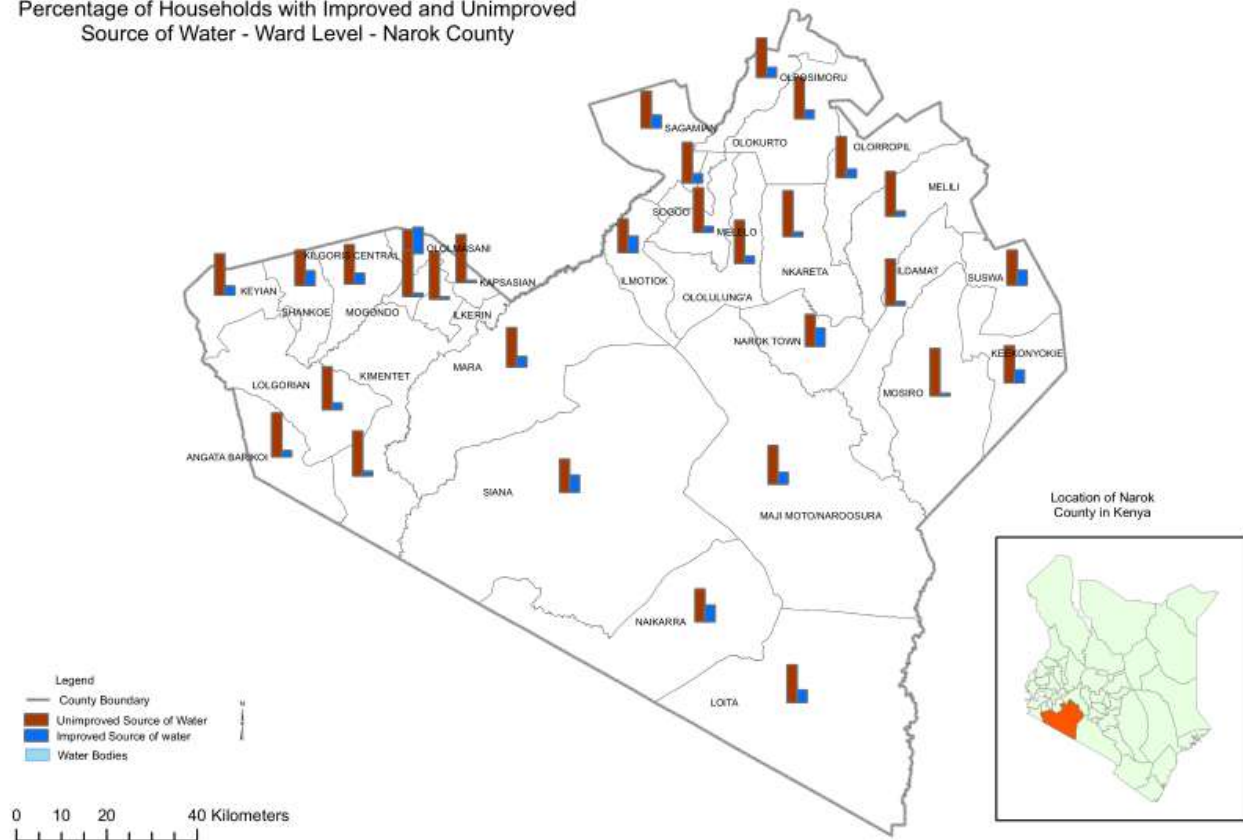 Percentage of Households with Improved and Unimproved
Source of Water - Ward Level - Narok County
OLPOSIMORU
SAGAMIAN
OLOKURTO
OLORROPIL
MELILI
SOGOO
MELELO
OLOLMASANI
KILGORIS CENTRAL
KAPSASIAN
ILMOTIOK
NKARETA
ILDAMAT
SUSWA
KEYIAN
SHANKOE
MOGONDO
ILKERIN
OLOLULUNG'A
NAROK TOWN
KEEKONYOKIE
MARA
LOLGORIAN
KIMENTET
MOSIRO
ANGATA BARIKOI
SIANA
MAJI MOTO/NAROOSURA
NAIKARRA
LOITA
Location of Narok
County in Kenya
Legend
County Boundary
Unimproved Source of Water
Improved Source of water
Water Bodies
N
0 10 20 40 Kilometers